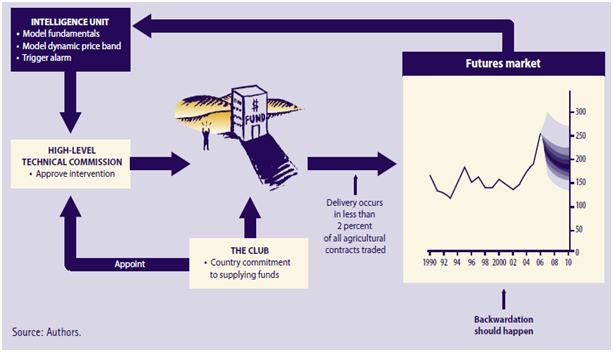 INTELLIGENCE UNIT
• Model fundamentals
• Model dynamic price band
• Trigger alarm
HIGH-LEVEL
TECHNICAL COMMISSION
• Approve intervention
$
FUND
THE CLUB
• Country commitment
to supplying funds
Appoint
Delivery occurs
in less than
2 percent
of all agricultural
contracts traded
Futures market
300
250
200
150
100
50
0
1990 92 94 96 98 2000 02 04 06 08 10
Backwardation
should happen
Source: Authors.